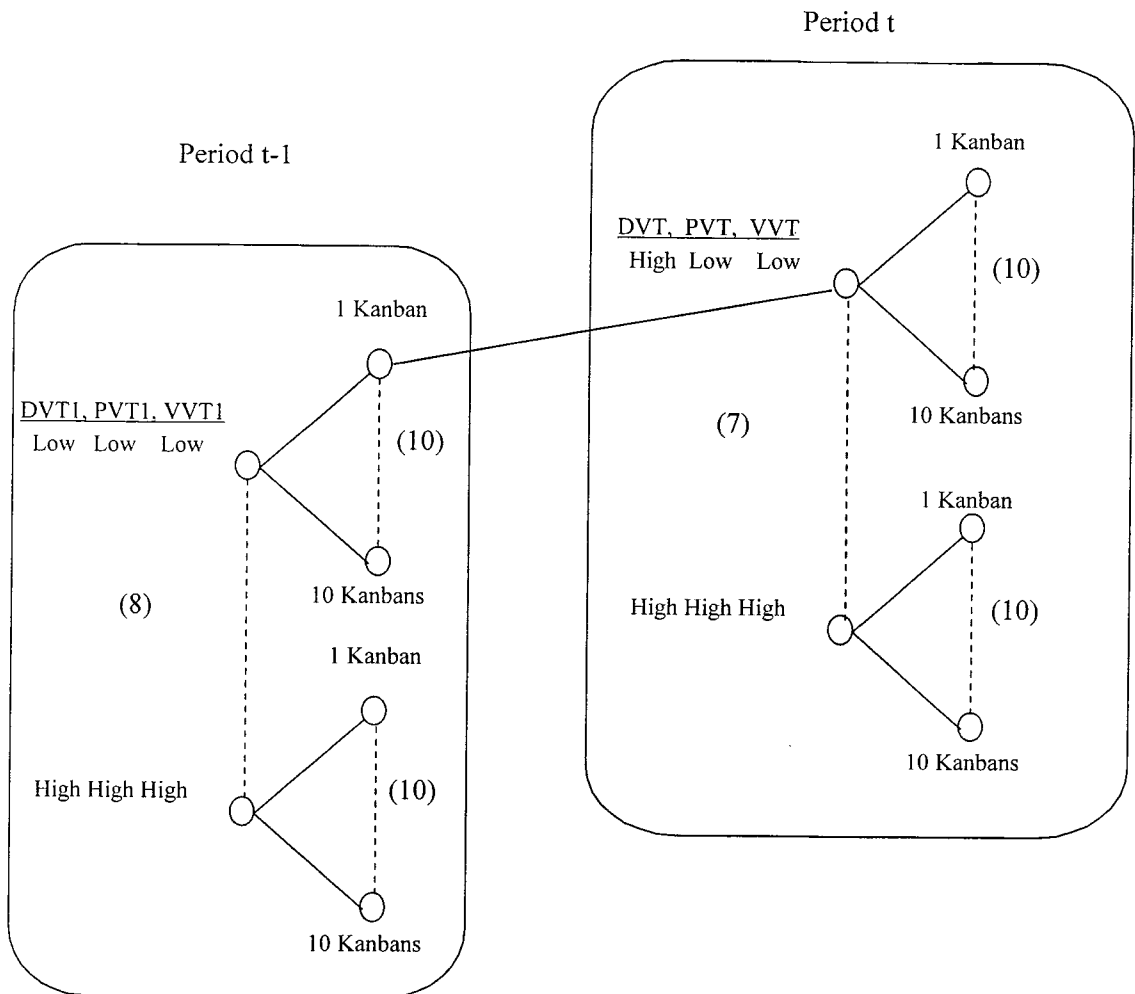 Period t
Period t-1
1 Kanban
DVT, PVT, VVT
High Low Low
(10)
10 Kanbans
(7)
1 Kanban
High High High
(10)
10 Kanbans
1 Kanban
DVT1, PVT1, VVT1
Low Low Low
(10)
10 Kanbans
(8)
1 Kanban
High High High
(10)
10 Kanbans